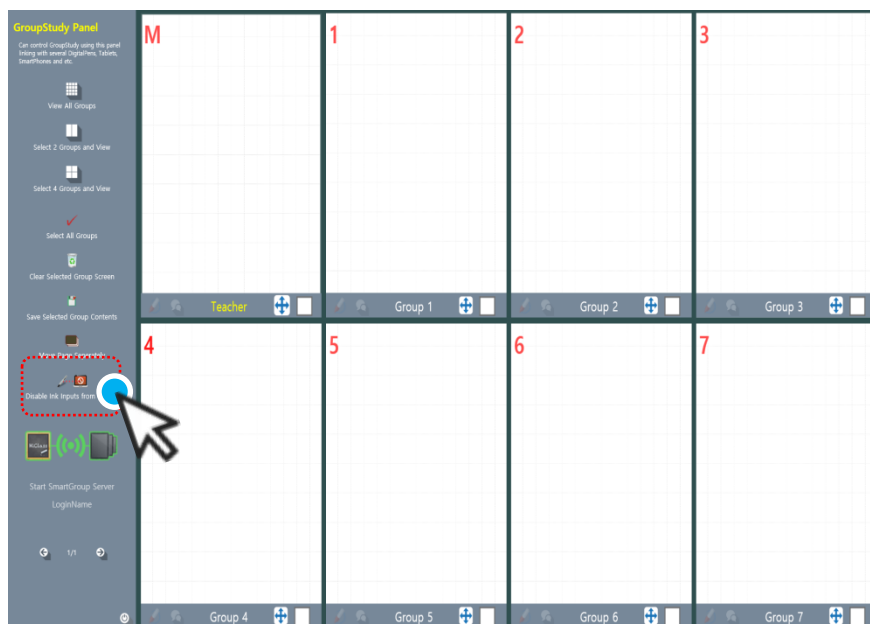 GroupStudy Panel
Can control GroupStudy using this panel
linking with several DigitalPens, Tablets,
SmartPhones and etc.
View All Groups
Select 2 Groups and View
Select 4 Groups and View
Select All Groups
Clear Selected Group Screen
Save Selected Group Contents
Move Page Separately
Disable Ink Inputs from
Start SmartGroup Server
LoginName
1/1
M
1
2
3
Teacher
Group 1
Group 2
Group 3
4
5
6
7
Group 4
Group 5
Group 6
Group 7